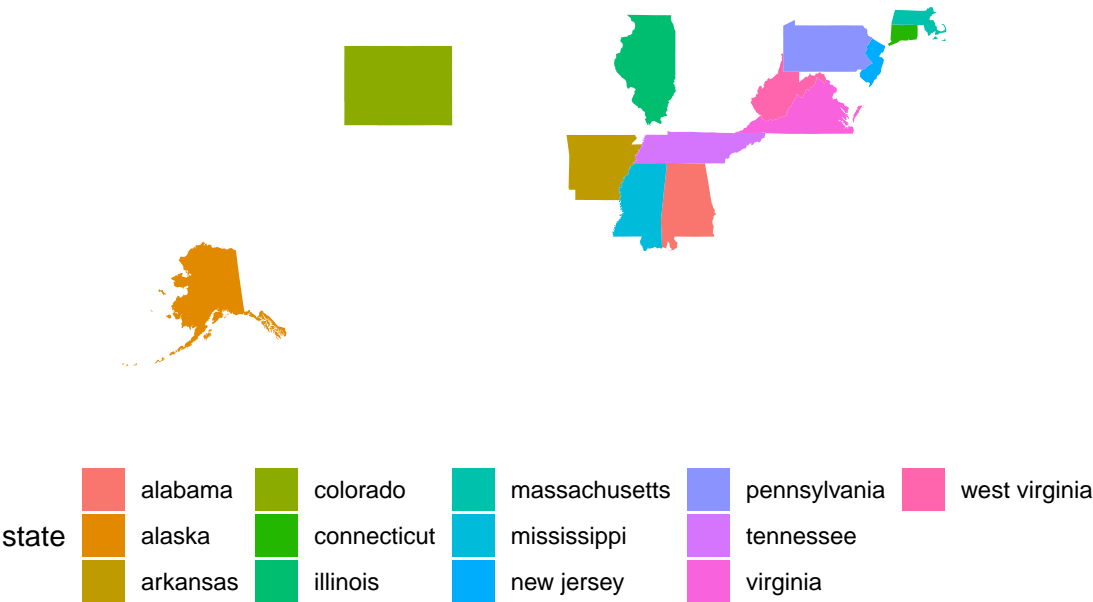 alabama colorado massachusetts pennsylvania west virginia
state alaska connecticut mississippi tennessee
arkansas illinois new jersey virginia